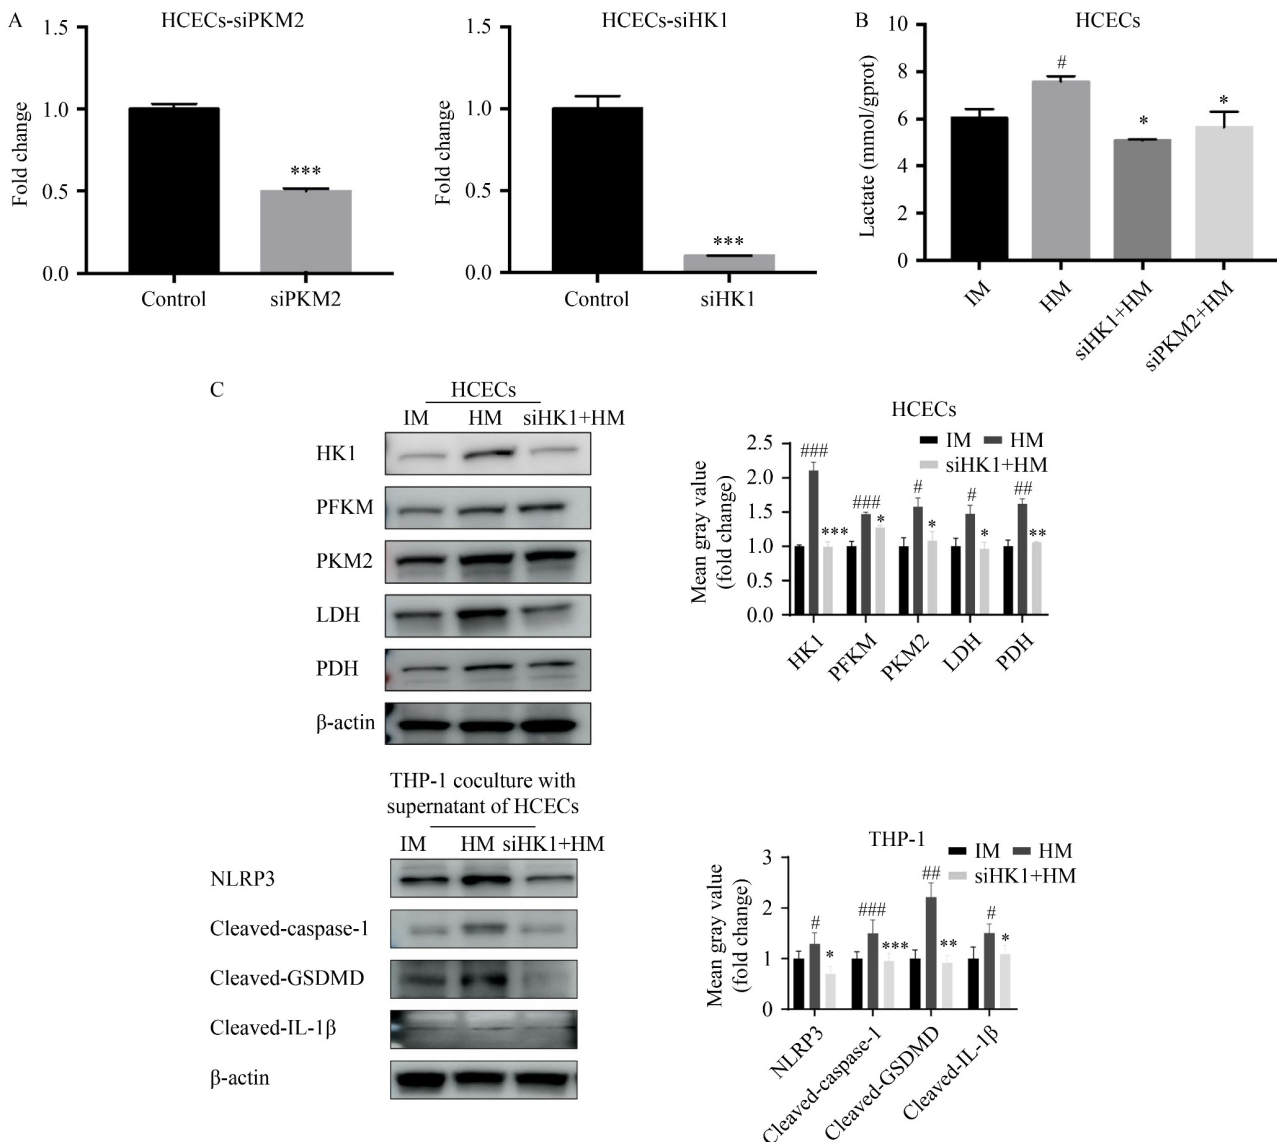 A
HCECs-siPKM2
Fold change
1.5
1.0
0.5
0.0
***
Control
siPKM2
HCECs-siHK1
Fold change
1.5
1.0
0.5
0.0
***
Control
siHK1
B
HCECs
Lactate (mmol/gprot)
10
8
6
4
2
0
#
*
*
IM
HM
siHK1+HM
siPKM2+HM
C
HCECs
IM HM siHK1+HM
HK1
PFKM
PKM2
LDH
PDH
β-actin
HCECs
IM HM
siHK1+HM
Mean gray value
(fold change)
2.5
2.0
1.5
1.0
0.5
0.0
### ***
### *
# *
# *
## **
HK1
PFKM
PKM2
LDH
PDH
THP-1 coculture with
supernatant of HCECs
IM HM siHK1+HM
NLRP3
Cleaved-caspase-1
Cleaved-GSDMD
Cleaved-IL-1β
β-actin
THP-1
IM HM
siHK1+HM
Mean gray value
(fold change)
3
2
1
0
# *
### ***
## **
# *
NLRP3
Cleaved-caspase-1
Cleaved-GSDMD
Cleaved-IL-1β